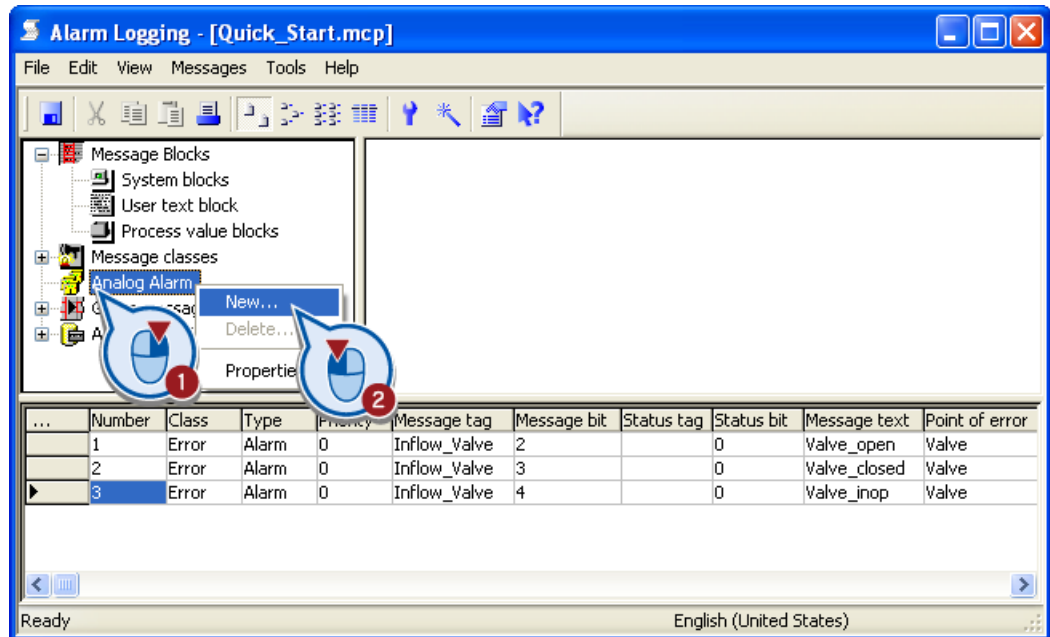 Alarm Logging - [Quick_Start.mcp]
File Edit View Messages Tools Help
Message Blocks
System blocks
User text block
Process value blocks
Message classes
Analog Alarm
New...
Delete...
Properties
1
2
... Number Class Type Priority Message tag Message bit Status tag Status bit Message text Point of error
1 Error Alarm 0 Inflow_Valve 2 0 Valve_open Valve
2 Error Alarm 0 Inflow_Valve 3 0 Valve_closed Valve
3 Error Alarm 0 Inflow_Valve 4 0 Valve_inop Valve
Ready English (United States)